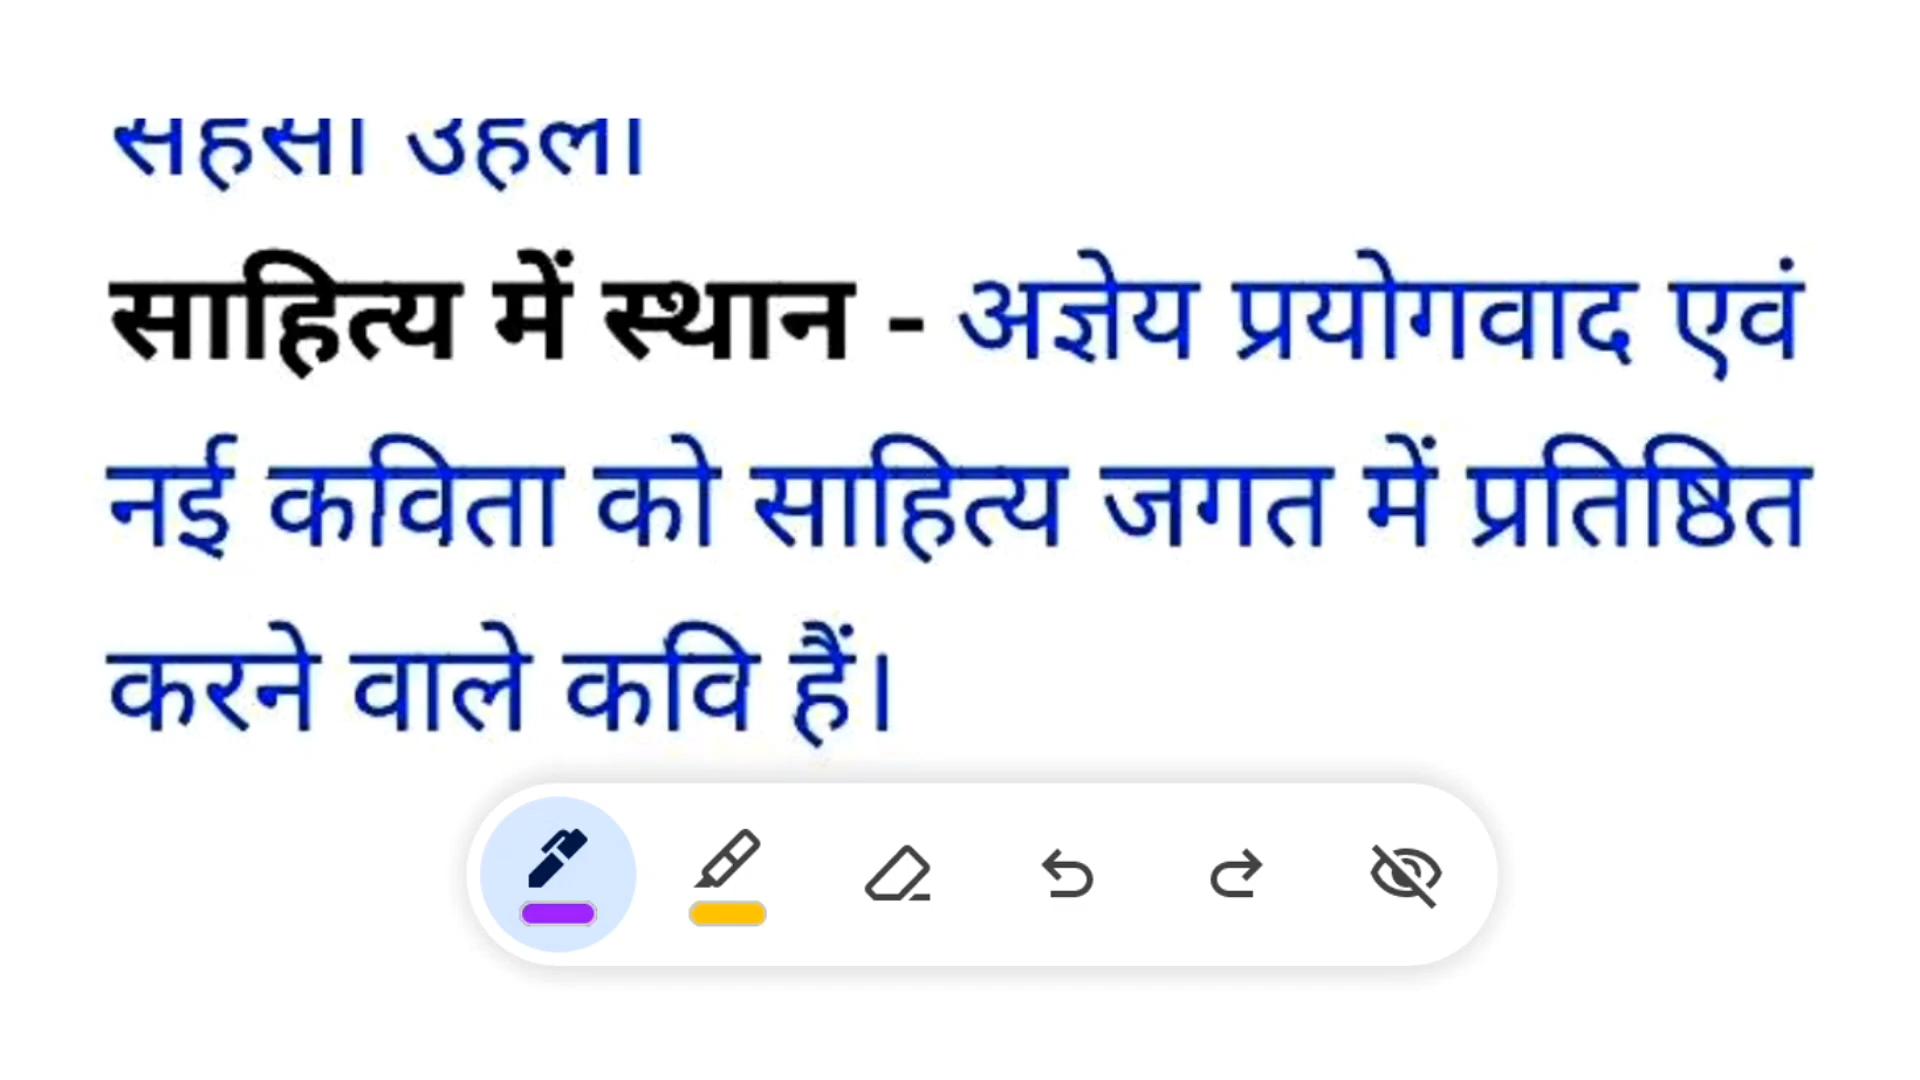 साहित्य में स्थान - अज्ञेय प्रयोगवाद एवं
नई कविता को साहित्य जगत में प्रतिष्ठित
करने वाले कवि हैं।